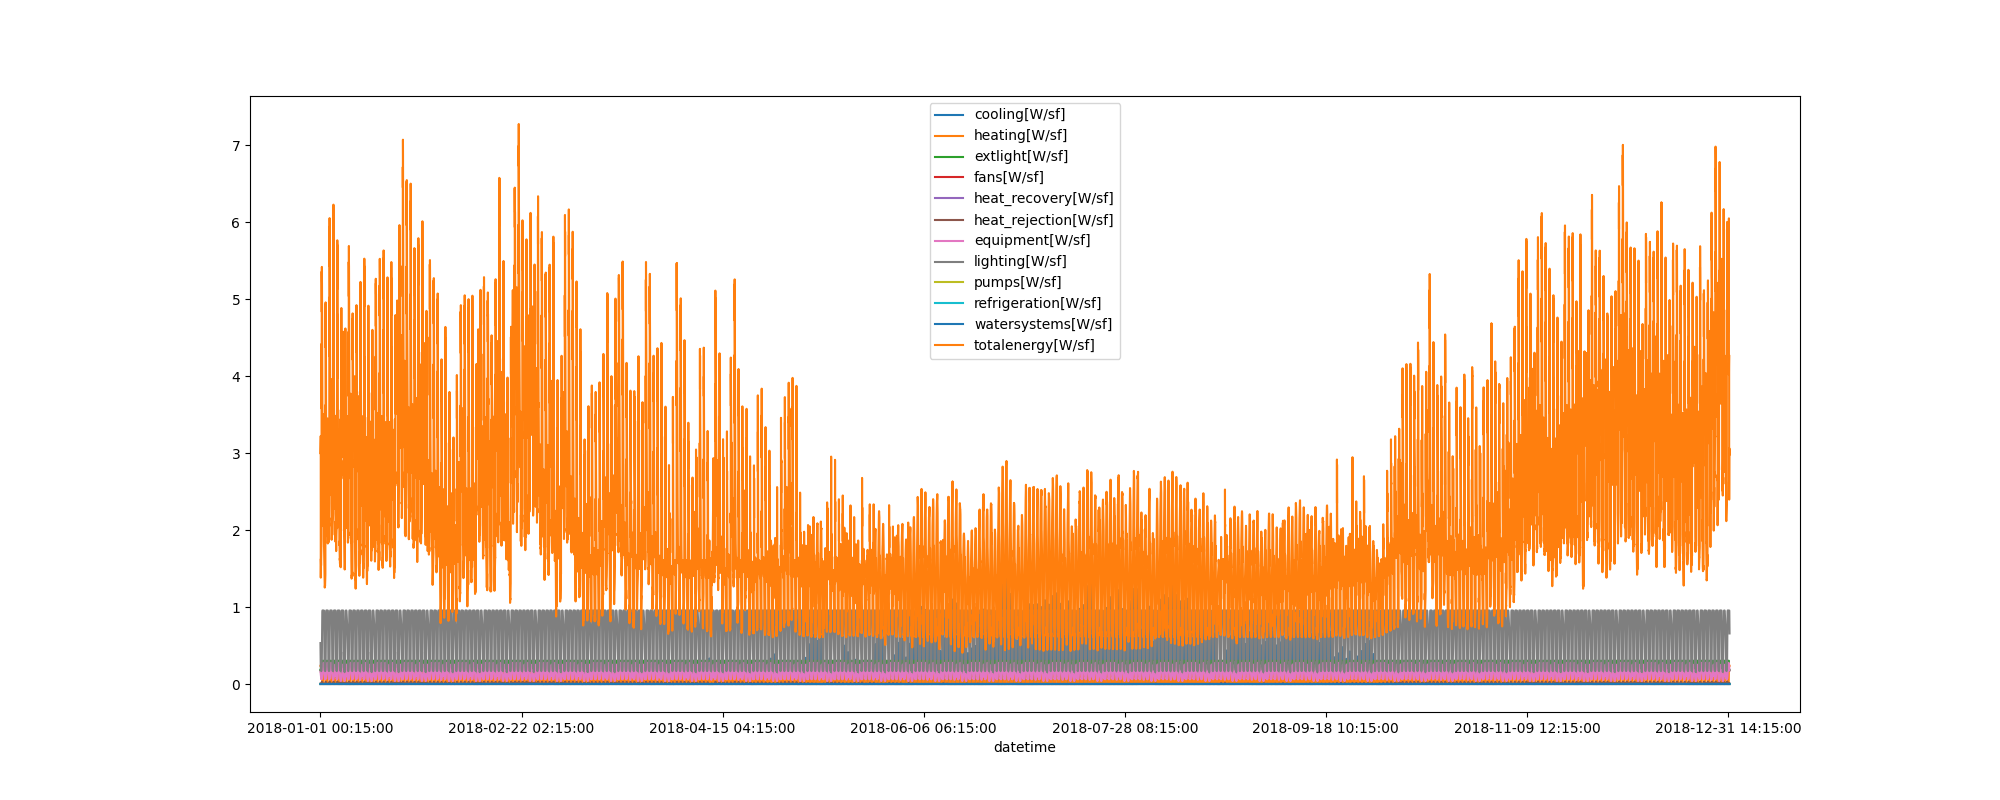 cooling[W/sf]
heating[W/sf]
extlight[W/sf]
fans[W/sf]
heat_recovery[W/sf]
heat_rejection[W/sf]
equipment[W/sf]
lighting[W/sf]
pumps[W/sf]
refrigeration[W/sf]
watersystems[W/sf]
totalenergy[W/sf]
7
6
5
4
3
2
1
0
2018-01-01 00:15:00 2018-02-22 02:15:00 2018-04-15 04:15:00 2018-06-06 06:15:00 2018-07-28 08:15:00 2018-09-18 10:15:00 2018-11-09 12:15:00 2018-12-31 14:15:00
datetime